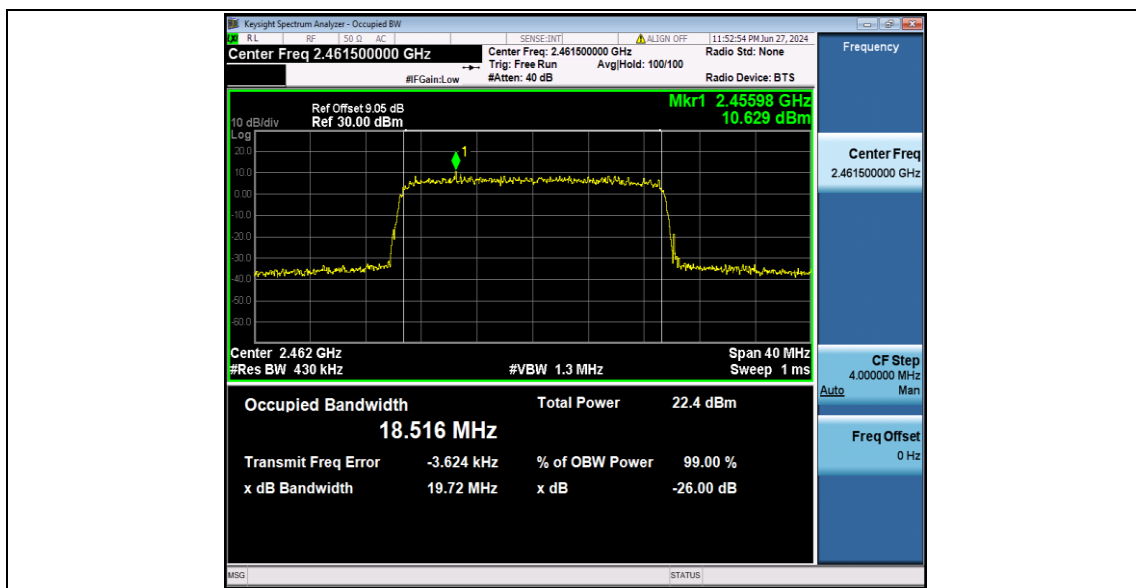 Keysight Spectrum Analyzer - Occupied BW
RL RF 50 Ω AC SENSE:INT ALIGN OFF 11:52:54 PM Jun 27, 2024
Center Freq 2.461500000 GHz
Center Freq: 2.461500000 GHz Radio Std: None
Trig: Free Run Avg|Hold: 100/100
#IFGain:Low #Atten: 40 dB Radio Device: BTS
Frequency
Mkr1 2.45598 GHz
10.629 dBm
Ref Offset 9.05 dB
10 dB/div Ref 30.00 dBm
Log
20.0
10.0
0.00
-10.0
-20.0
-30.0
-40.0
-50.0
-60.0
1
Center 2.462 GHz Span 40 MHz
#Res BW 430 kHz #VBW 1.3 MHz Sweep 1 ms
Occupied Bandwidth Total Power 22.4 dBm
18.516 MHz
Transmit Freq Error -3.624 kHz % of OBW Power 99.00 %
x dB Bandwidth 19.72 MHz x dB -26.00 dB
Center Freq
2.461500000 GHz
CF Step
4.000000 MHz
Auto Man
Freq Offset
0 Hz
MSG STATUS